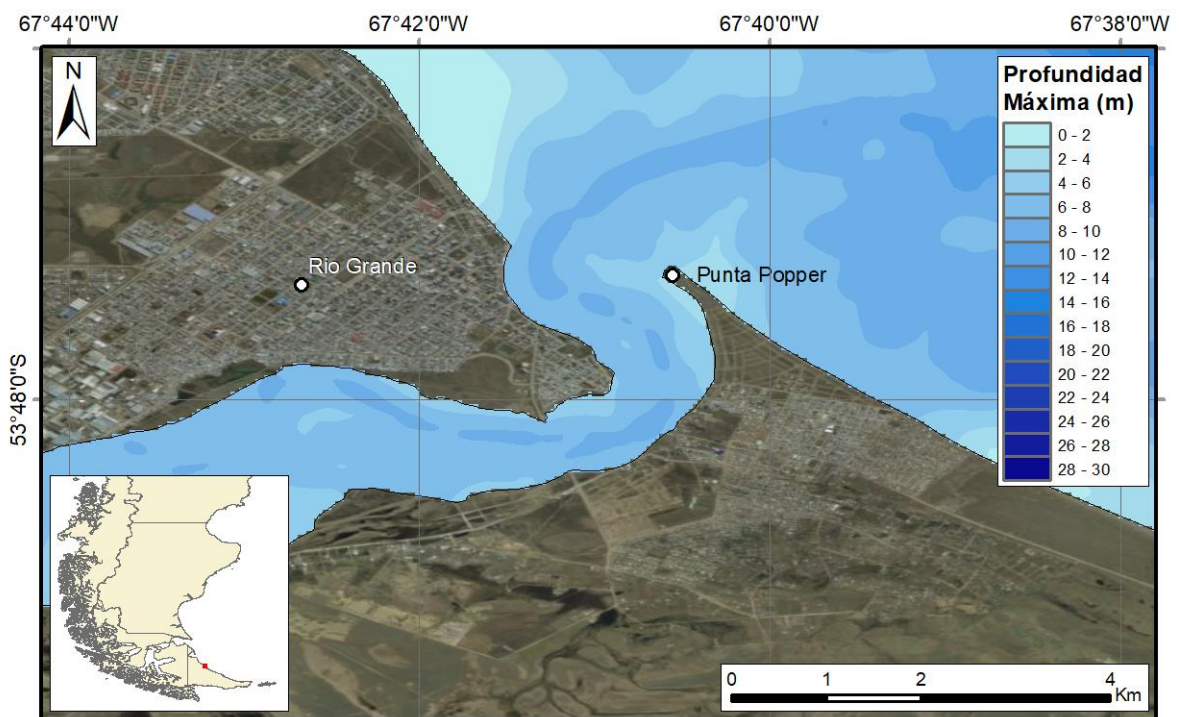 67°44'0"W
67°42'0"W
67°40'0"W
67°38'0"W
N
Profundidad
Máxima (m)
0 - 2
2 - 4
4 - 6
6 - 8
8 - 10
10 - 12
12 - 14
14 - 16
16 - 18
18 - 20
20 - 22
22 - 24
24 - 26
26 - 28
28 - 30
Rio Grande
Punta Popper
53°48'0"S
0 1 2 4
Km